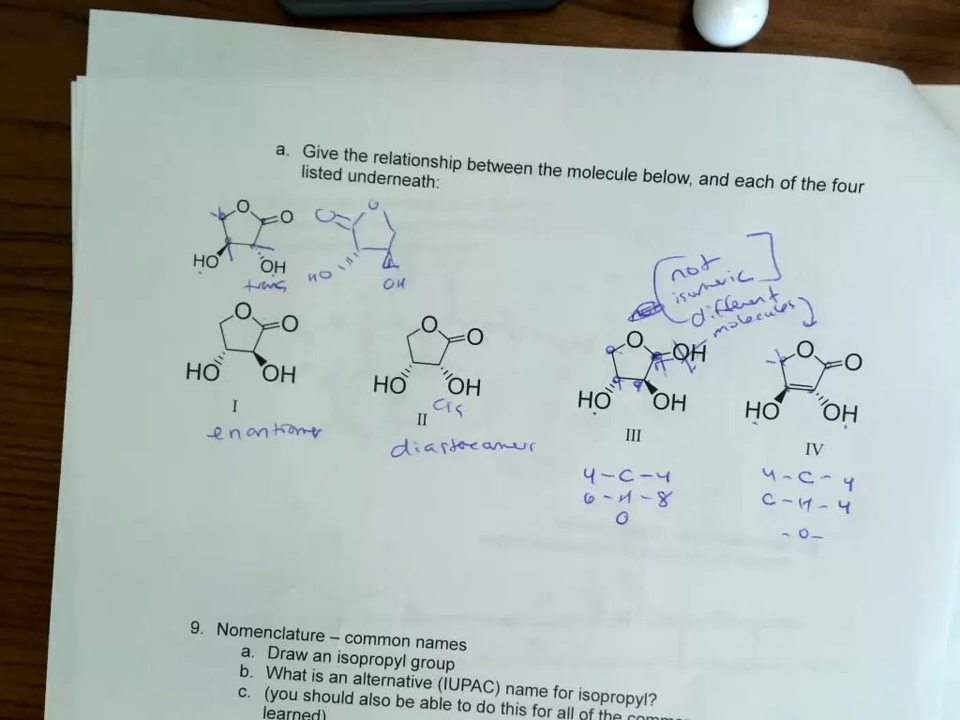 a. Give the relationship between the molecule below, and each of the four
listed underneath:
O
O
HO
OH
trans
O
O
HO
OH
not
isomeric
different
molecules
O
O
HO
OH
I
enantiomer
O
O
HO
OH
cis
II
diastereamers
O
OH
HO
OH
III
4-C-4
6-H-8
O
O
O
HO
OH
IV
4-C-4
6-H-4
-O-
9. Nomenclature – common names
a. Draw an isopropyl group
b. What is an alternative (IUPAC) name for isopropyl?
c. (you should also be able to do this for all of the
learned)